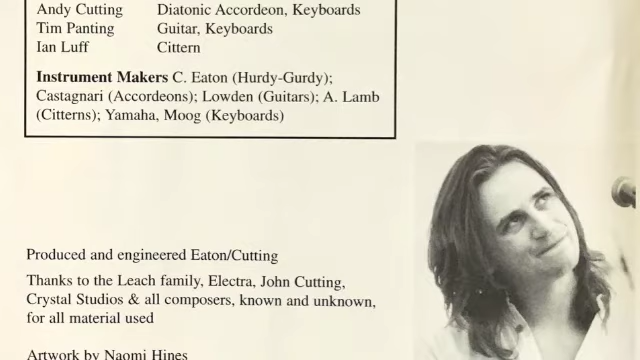 Andy Cutting Diatonic Accordeon, Keyboards
Tim Panting Guitar, Keyboards
Ian Luff Cittern
Instrument Makers C. Eaton (Hurdy-Gurdy);
Castagnari (Accordeons); Lowden (Guitars); A. Lamb
(Citterns); Yamaha, Moog (Keyboards)
Produced and engineered Eaton/Cutting
Thanks to the Leach family, Electra, John Cutting,
Crystal Studios & all composers, known and unknown,
for all material used
Artwork by Naomi Hines